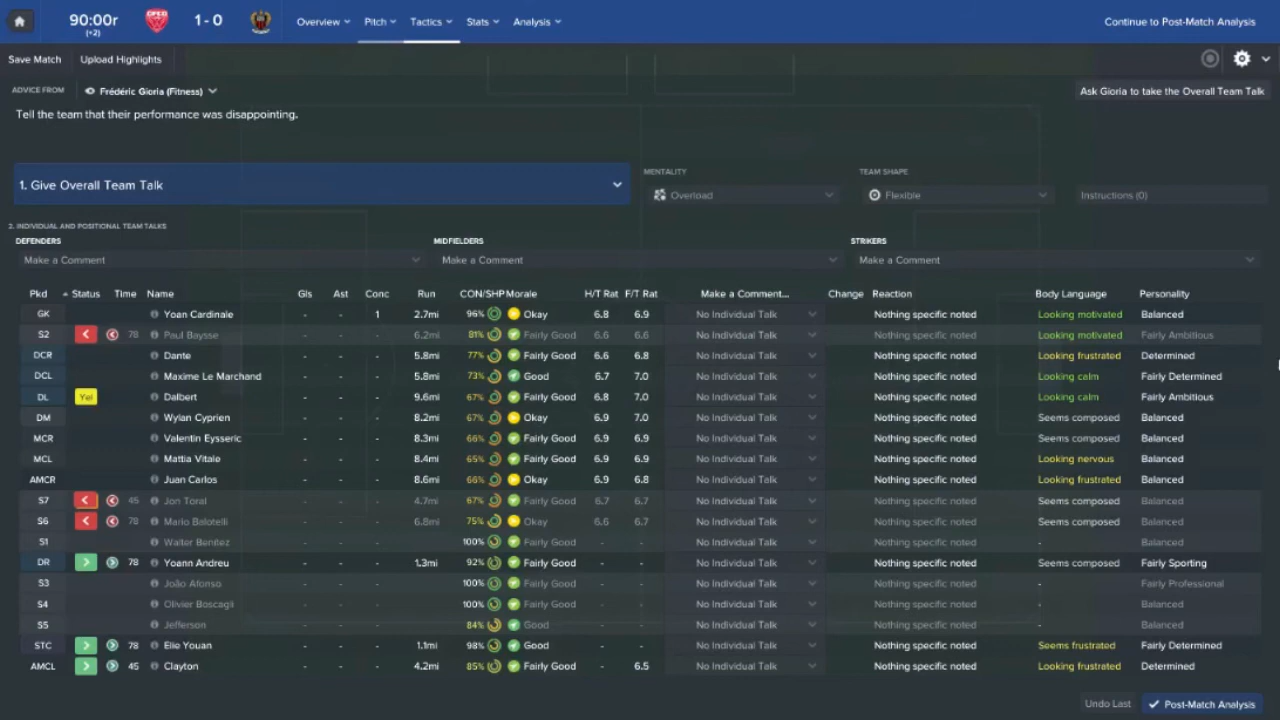 90:00r (+2) DFCO 1 - 0 Overview Pitch Tactics Stats Analysis Continue to Post-Match Analysis
Save Match Upload Highlights
ADVICE FROM Frédéric Gioria (Fitness) Ask Gioria to take the Overall Team Talk
Tell the team that their performance was disappointing.
MENTALITY TEAM SHAPE
1. Give Overall Team Talk Overload Flexible Instructions (0)
2. INDIVIDUAL AND POSITIONAL TEAM TALKS
DEFENDERS MIDFIELDERS STRIKERS
Make a Comment Make a Comment Make a Comment
Pkd Status Time Name Gls Ast Conc Run CON/SHP Morale H/T Rat F/T Rat Make a Comment... Change Reaction Body Language Personality
GK Yoan Cardinale - - 1 2.7mi 96% Okay 6.8 6.9 No Individual Talk Nothing specific noted Looking motivated Balanced
S2 78 Paul Baysse - - - 6.2mi 81% Fairly Good 6.6 6.6 No Individual Talk Nothing specific noted Looking motivated Fairly Ambitious
DCR Dante - - - 5.8mi 77% Fairly Good 6.6 6.8 No Individual Talk Nothing specific noted Looking frustrated Determined
DCL Maxime Le Marchand - - - 5.8mi 73% Good 6.7 7.0 No Individual Talk Nothing specific noted Looking calm Fairly Determined
DL Yel Dalbert - - - 9.6mi 67% Fairly Good 6.8 7.0 No Individual Talk Nothing specific noted Looking calm Fairly Ambitious
DM Wylan Cyprien - - - 8.2mi 67% Okay 6.9 7.0 No Individual Talk Nothing specific noted Seems composed Balanced
MCR Valentin Eysseric - - - 8.3mi 66% Fairly Good 6.9 6.9 No Individual Talk Nothing specific noted Seems composed Balanced
MCL Mattia Vitale - - - 8.4mi 65% Fairly Good 6.9 6.9 No Individual Talk Nothing specific noted Looking nervous Balanced
AMCR Juan Carlos - - - 8.6mi 66% Okay 6.9 6.8 No Individual Talk Nothing specific noted Looking frustrated Balanced
S7 45 Jon Toral - - - 4.7mi 67% Fairly Good 6.7 6.7 No Individual Talk Nothing specific noted Seems composed Balanced
S6 78 Mario Balotelli - - - 6.8mi 75% Okay 6.6 6.7 No Individual Talk Nothing specific noted Seems composed Balanced
S1 Walter Benítez - - - 100% Fairly Good - - No Individual Talk Nothing specific noted - Balanced
DR 78 Yoann Andreu - - - 1.3mi 92% Fairly Good - - No Individual Talk Nothing specific noted Seems composed Fairly Sporting
S3 João Afonso - - - 100% Fairly Good - - No Individual Talk Nothing specific noted - Fairly Professional
S4 Olivier Boscagli - - - 100% Fairly Good - - No Individual Talk Nothing specific noted - Balanced
S5 Jefferson - - - 84% Good - - No Individual Talk Nothing specific noted - Balanced
STC 78 Elie Youan - - - 1.1mi 98% Good - - No Individual Talk Nothing specific noted Seems frustrated Fairly Determined
AMCL 45 Clayton - - - 4.2mi 85% Fairly Good - 6.5 No Individual Talk Nothing specific noted Looking frustrated Determined
Undo Last Post-Match Analysis